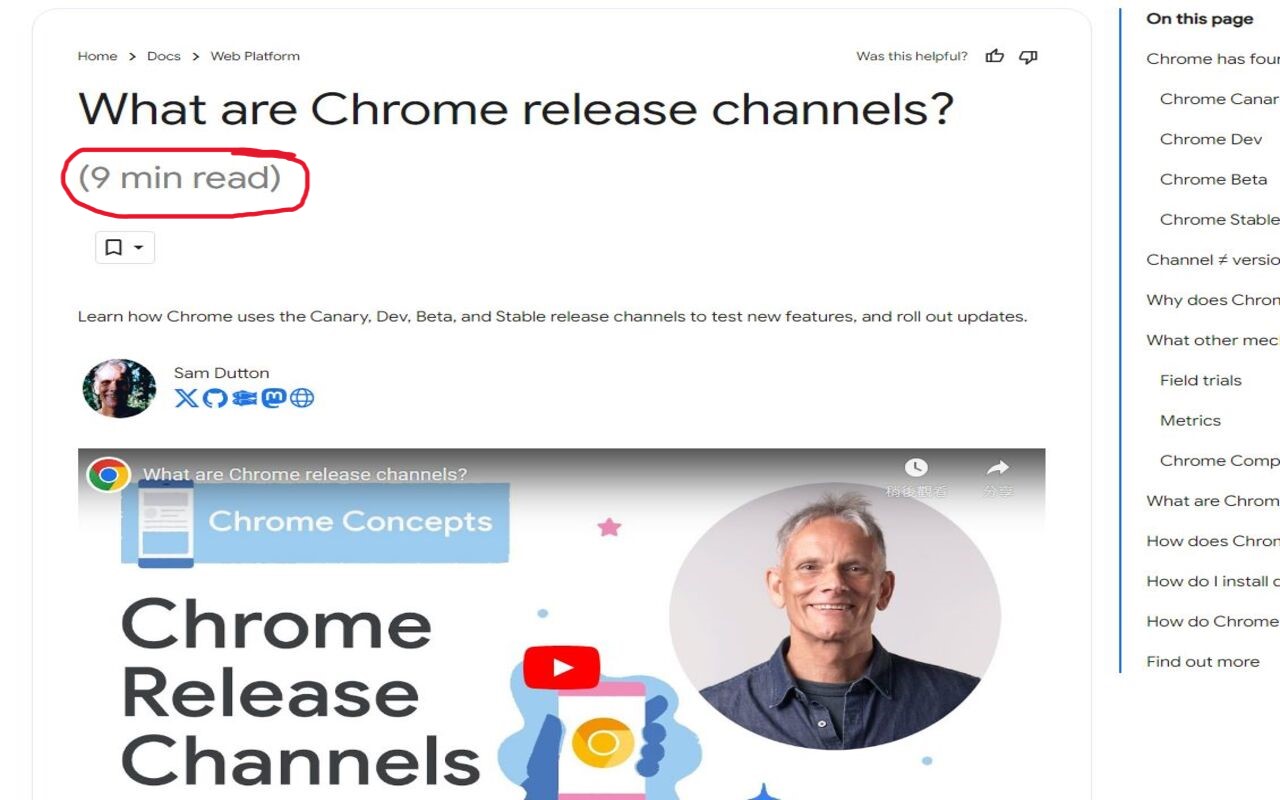 Home > Docs > Web Platform
Was this helpful?
What are Chrome release channels?
(9 min read)
Learn how Chrome uses the Canary, Dev, Beta, and Stable release channels to test new features, and roll out updates.
Sam Dutton
What are Chrome release channels?
稍後觀看
分享
Chrome Concepts
Chrome
Release
Channels
On this page
Chrome has four
Chrome Canar
Chrome Dev
Chrome Beta
Chrome Stable
Channel ≠ versio
Why does Chrom
What other mec
Field trials
Metrics
Chrome Comp
What are Chrom
How does Chron
How do I install
How do Chrome
Find out more